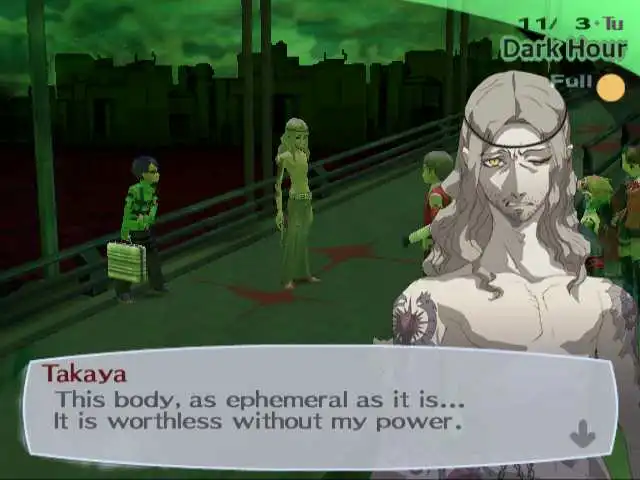 11/ 3・Tu
Dark Hour
Full
Takaya
This body, as ephemeral as it is...
It is worthless without my power.